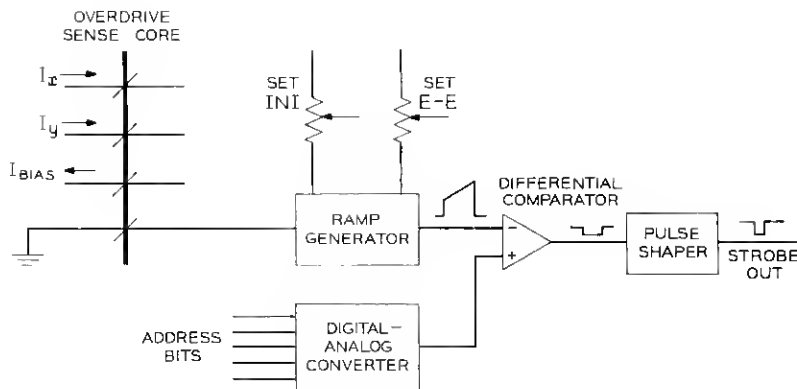 OVERDRIVE
SENSE CORE
Ix
Iy
IBIAS
SET
INI
SET
E-E
RAMP
GENERATOR
DIFFERENTIAL
COMPARATOR
-
+
PULSE
SHAPER
STROBE
OUT
ADDRESS
BITS
DIGITAL-
ANALOG
CONVERTER